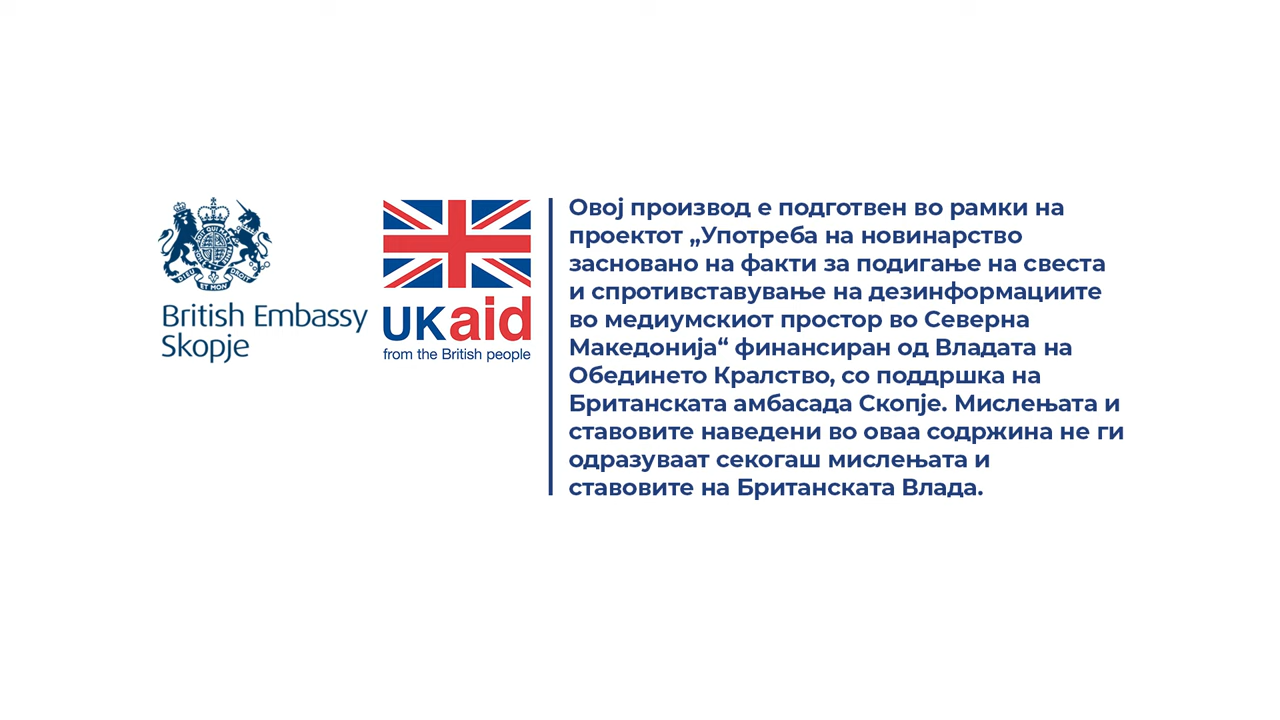 British Embassy
Skopje
UKaid
from the British people
Овој производ е подготвен во рамки на
проектот „Употреба на новинарство
засновано на факти за подигање на свеста
и спротивставување на дезинформациите
во медиумскиот простор во Северна
Македонија“ финансиран од Владата на
Обединето Кралство, со поддршка на
Британската амбасада Скопје. Мислењата и
ставовите наведени во оваа содржина не ги
одразуваат секогаш мислењата и
ставовите на Британската Влада.